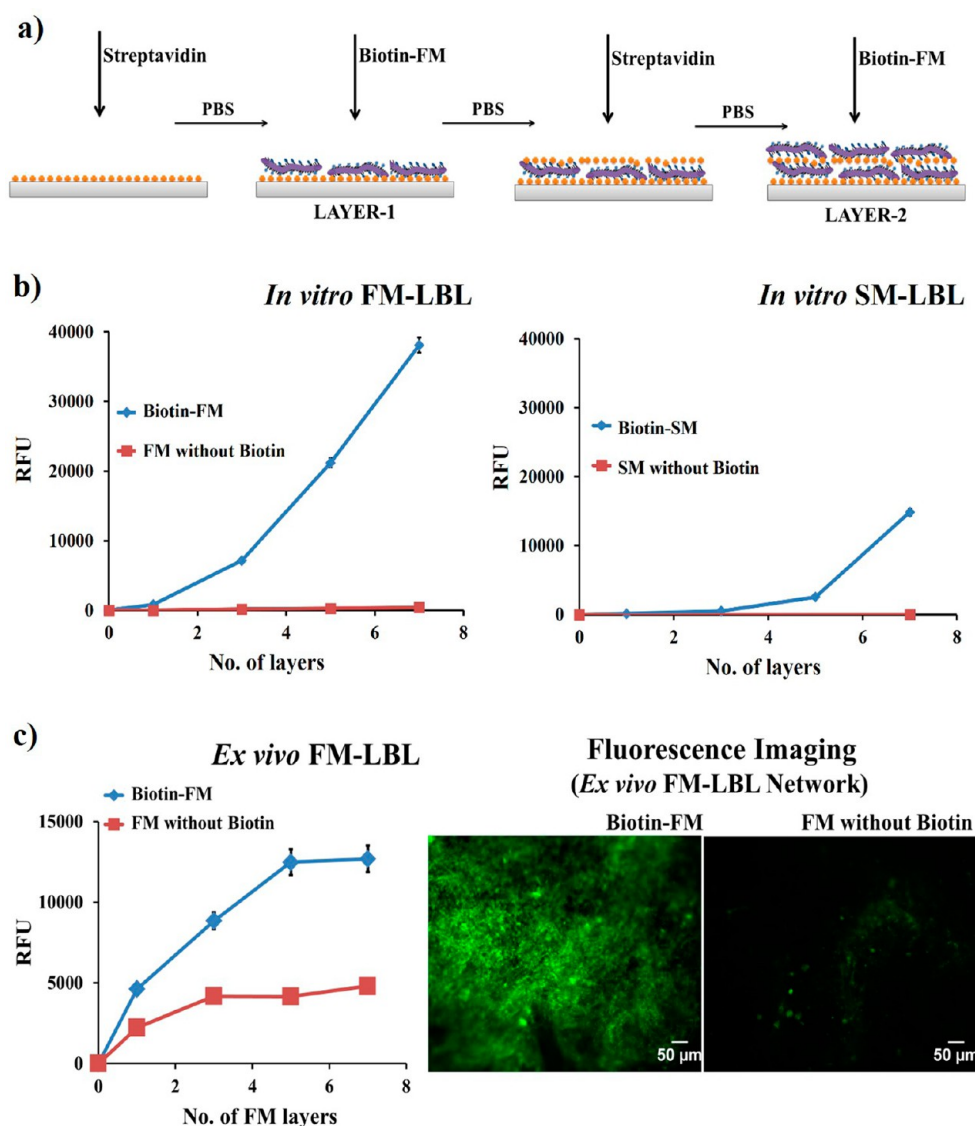 a)
Streptavidin
Biotin-FM
Streptavidin
Biotin-FM
PBS
PBS
PBS
LAYER-1
LAYER-2
b)
In vitro FM-LBL
In vitro SM-LBL
40000
30000
20000
10000
0
RFU
Biotin-FM
FM without Biotin
0 2 4 6 8
No. of layers
40000
30000
20000
10000
0
RFU
Biotin-SM
SM without Biotin
0 2 4 6 8
No. of layers
c)
Ex vivo FM-LBL
Biotin-FM
FM without Biotin
15000
10000
5000
0
RFU
0 2 4 6 8
No. of FM layers
Fluorescence Imaging
(Ex vivo FM-LBL Network)
Biotin-FM
FM without Biotin
50 µm
50 µm